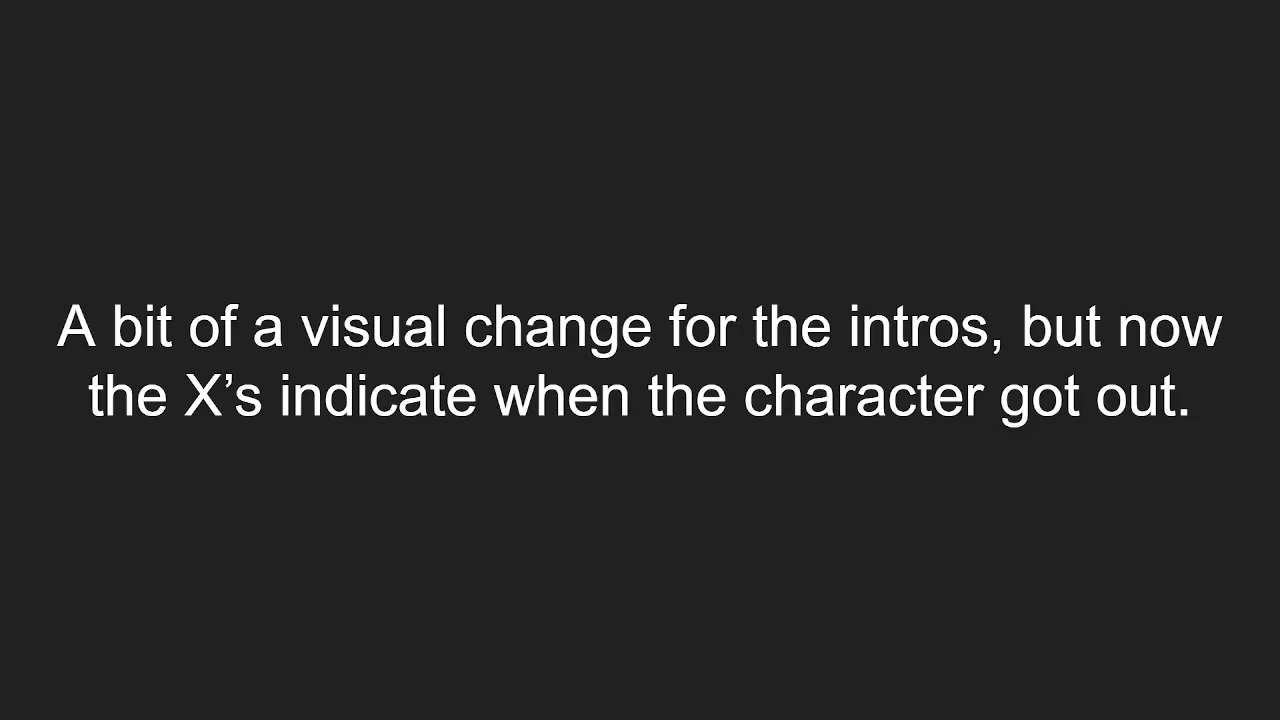 A bit of a visual change for the intros, but now
the X’s indicate when the character got out.